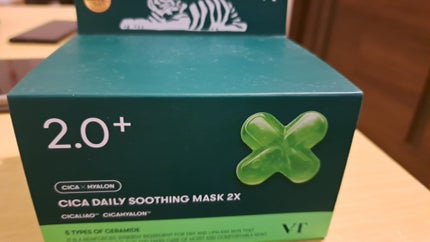 2.0+
CICA × HYALON
CICA DAILY SOOTHING MASK 2X
CICALIAO™ CICAHYALON™
5 TYPES OF CERAMIDE
VT